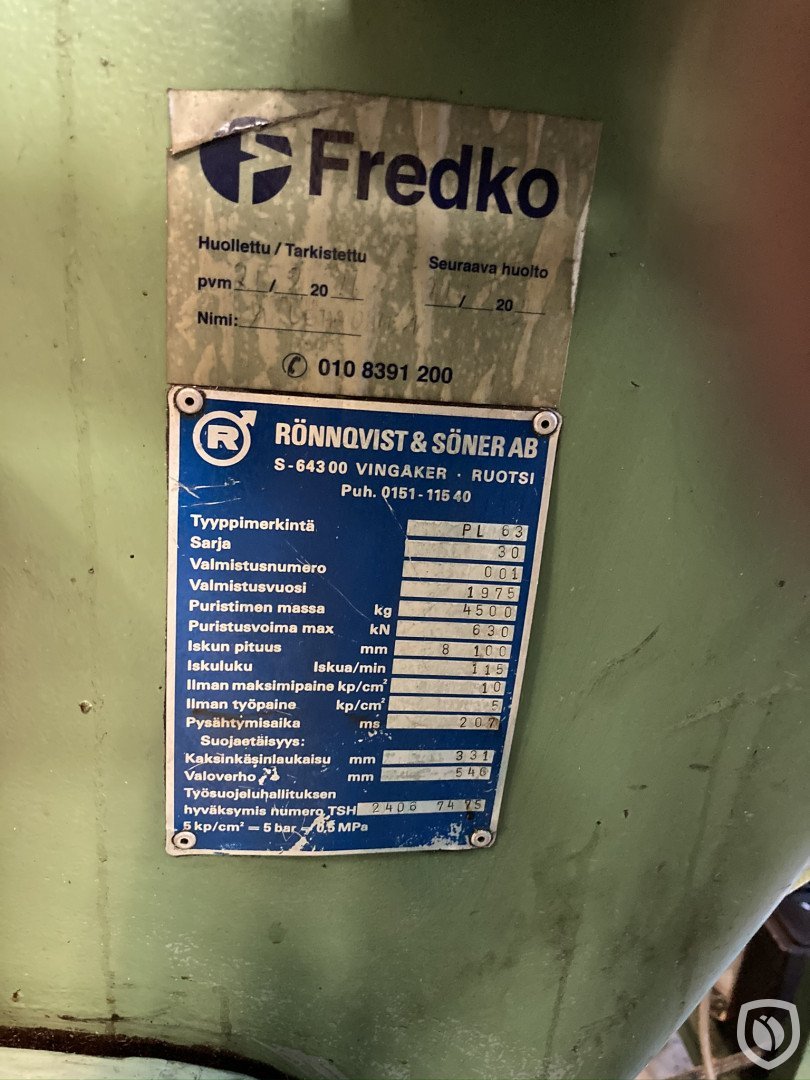 Fredko
Huollettu / Tarkistettu
Seuraava huolto
pvm / 20
/ 20
Nimi:
010 8391 200
R
RÖNNQVIST & SÖNER AB
S-643 00 VINGÅKER · RUOTSI
Puh. 0151-115 40
Tyyppimerkintä PL 63
Sarja 30
Valmistusnumero 001
Valmistusvuosi 1975
Puristimen massa kg 4500
Puristusvoima max kN 630
Iskun pituus mm 8 100
Iskuluku Iskua/min 115
Ilman maksimipaine kp/cm² 10
Ilman työpaine kp/cm² 5
Pysähtymisaika ms 207
Suojaetäisyys:
Kaksinkäsinlaukaisu mm 331
Valoverho mm 546
Työsuojeluhallituksen
hyväksymis numero TSH 2406 74 75
5 kp/cm² = 5 bar = 0,5 MPa